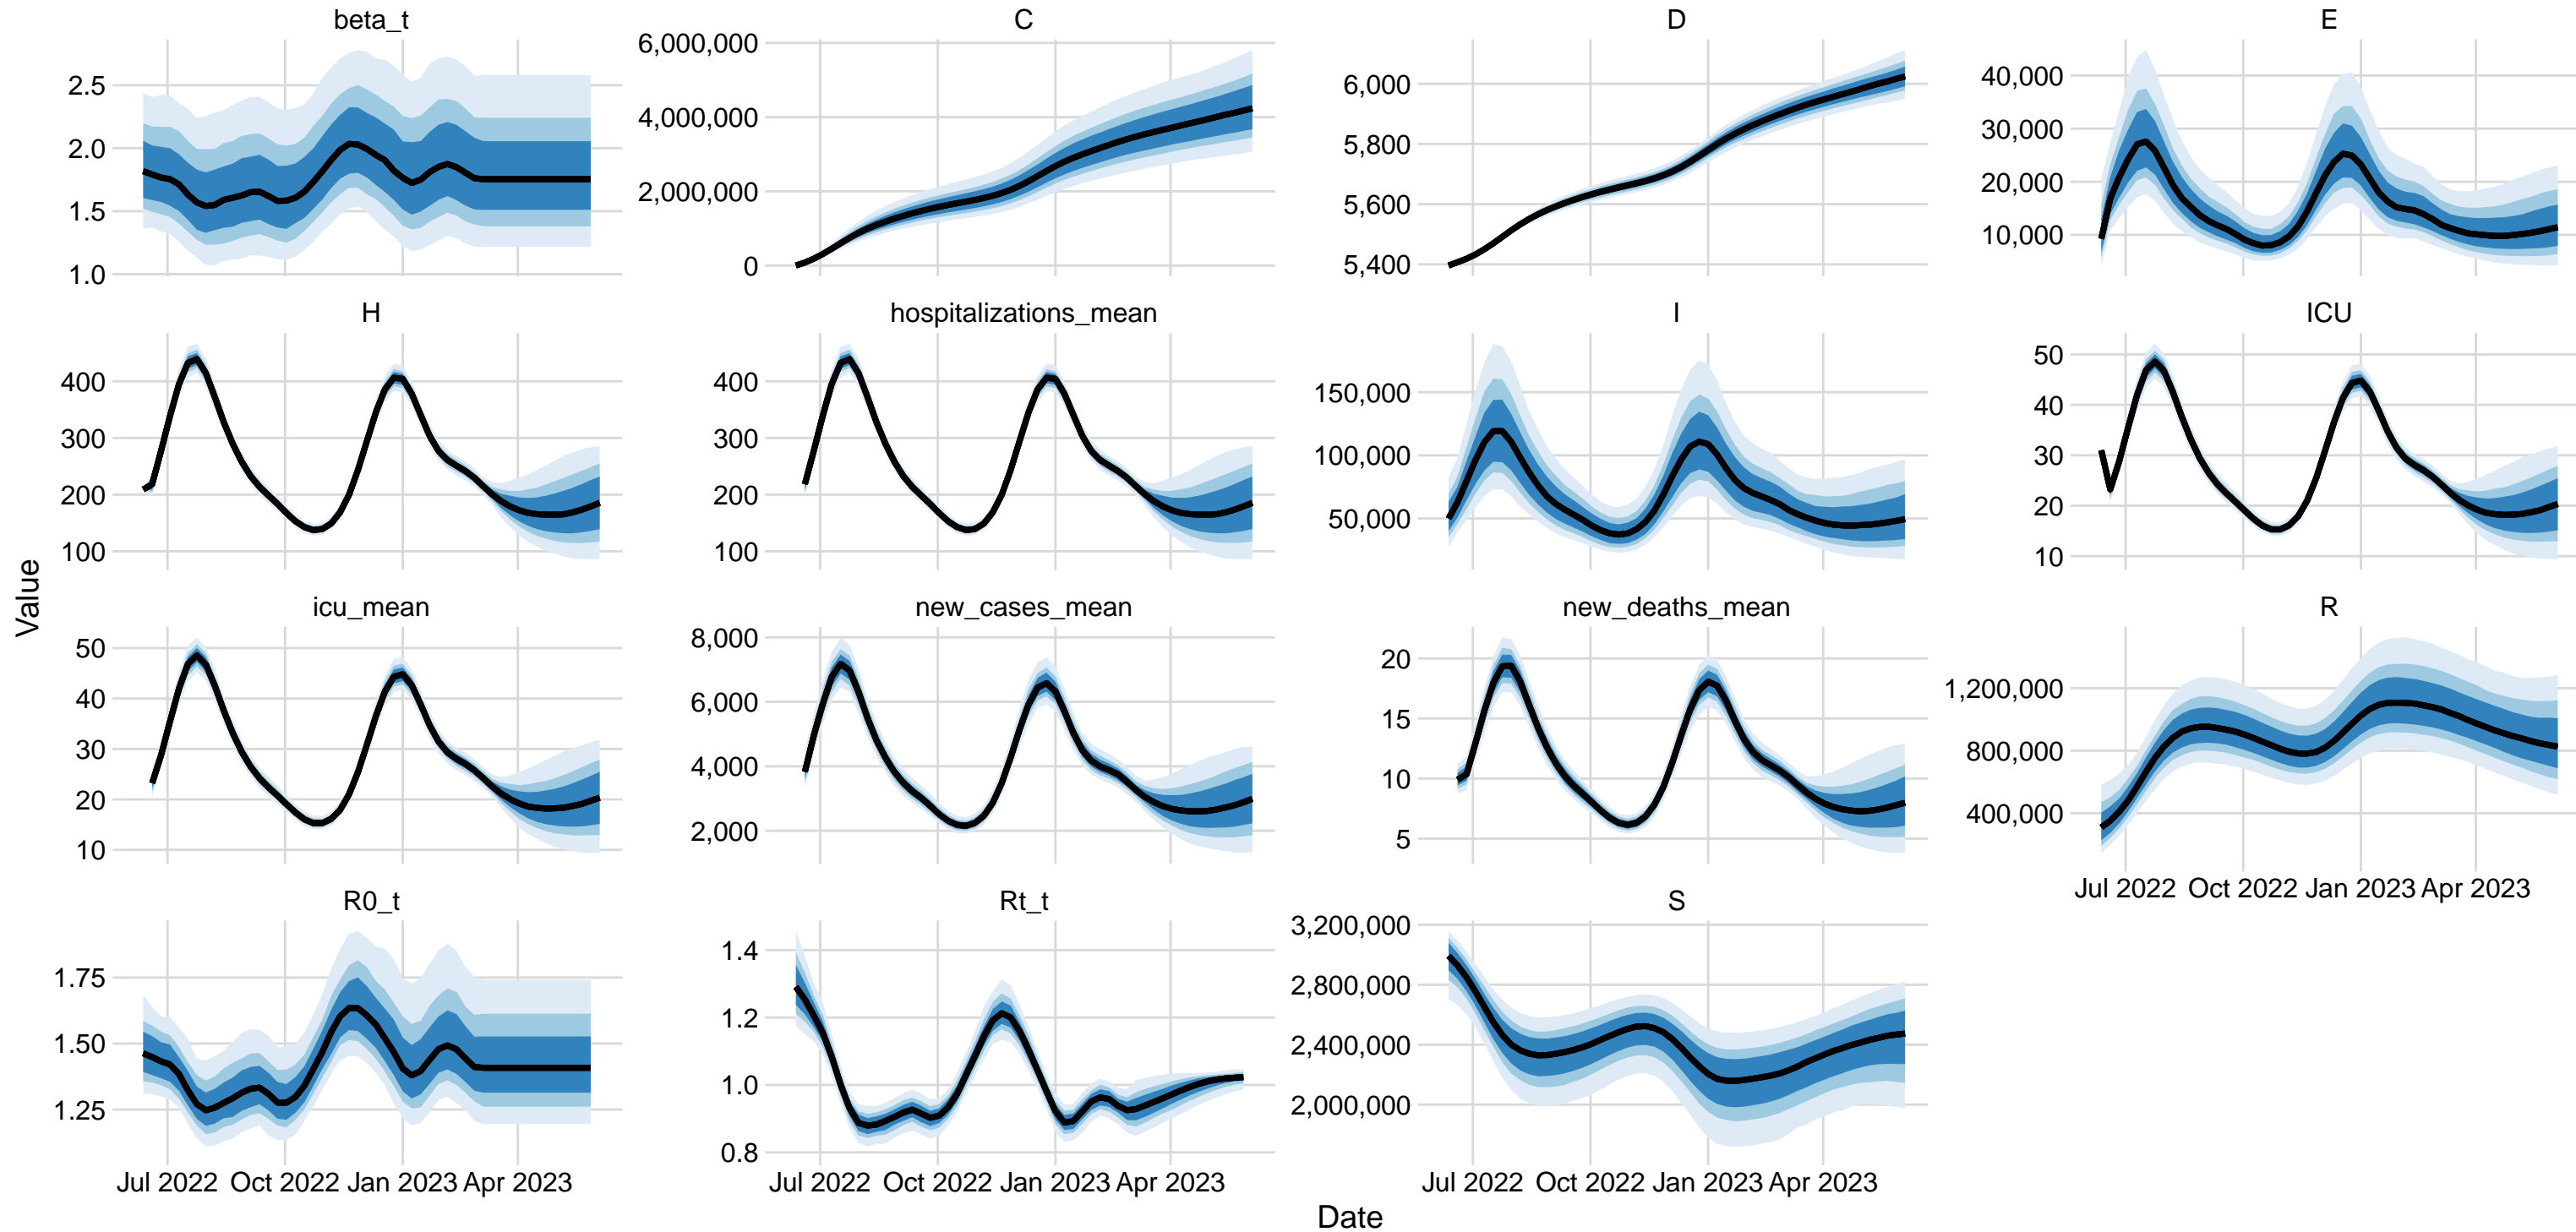 beta_t
C
D
E
2.5
2.0
1.5
1.0
6,000,000
4,000,000
2,000,000
0
6,000
5,800
5,600
5,400
40,000
30,000
20,000
10,000
H
hospitalizations_mean
I
ICU
400
300
200
100
400
300
200
100
150,000
100,000
50,000
50
40
30
20
10
Value
icu_mean
new_cases_mean
new_deaths_mean
R
50
40
30
20
10
8,000
6,000
4,000
2,000
20
15
10
5
1,200,000
800,000
400,000
Jul 2022 Oct 2022 Jan 2023 Apr 2023
R0_t
Rt_t
S
1.75
1.50
1.25
1.4
1.2
1.0
0.8
3,200,000
2,800,000
2,400,000
2,000,000
Jul 2022 Oct 2022 Jan 2023 Apr 2023
Jul 2022 Oct 2022 Jan 2023 Apr 2023
Jul 2022 Oct 2022 Jan 2023 Apr 2023
Date